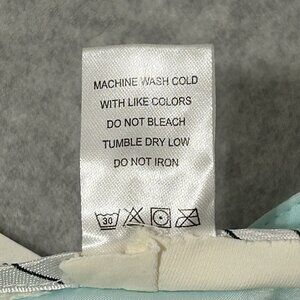 MACHINE WASH COLD
WITH LIKE COLORS
DO NOT BLEACH
TUMBLE DRY LOW
DO NOT IRON
30